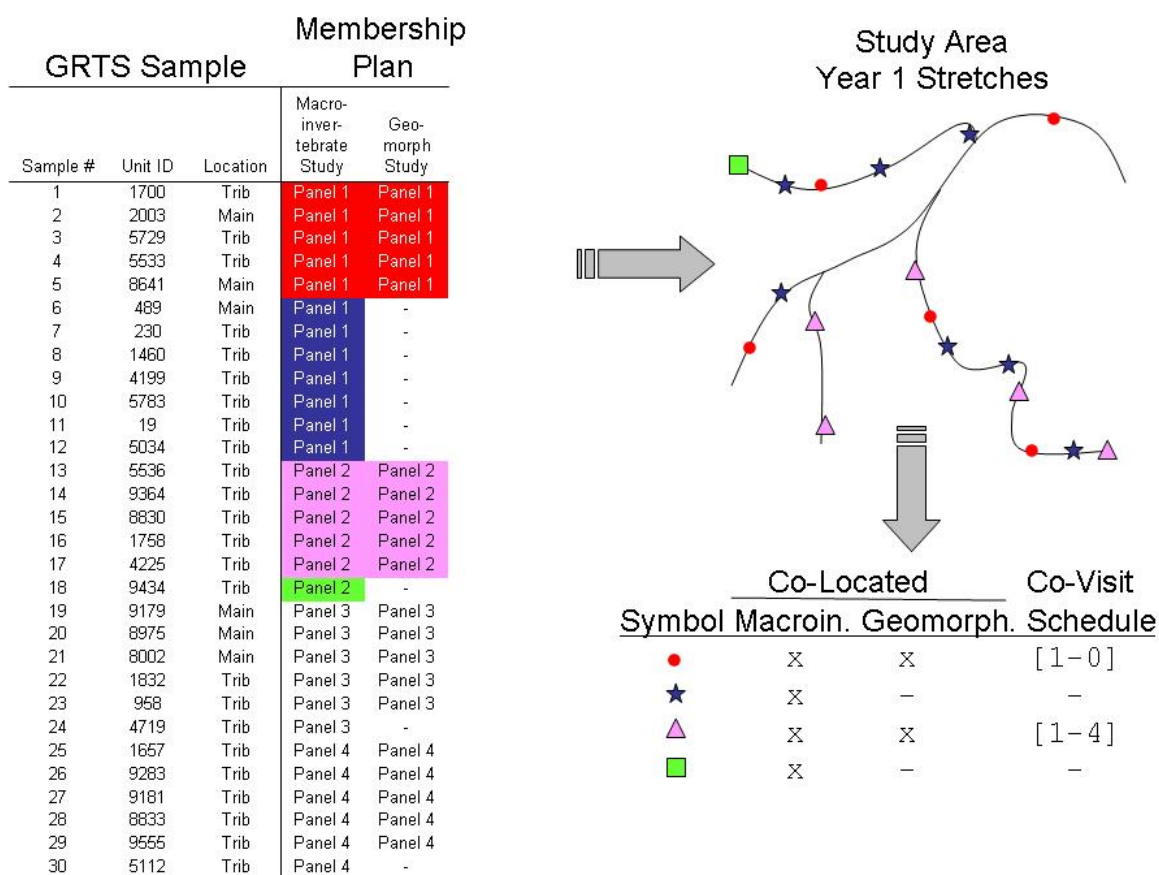 GRTS Sample
Membership
Plan
Sample # Unit ID Location Macro-
inver-
tebrate
Study Geo-
morph
Study
1 1700 Trib Panel 1 Panel 1
2 2003 Main Panel 1 Panel 1
3 5729 Trib Panel 1 Panel 1
4 5533 Trib Panel 1 Panel 1
5 8641 Main Panel 1 Panel 1
6 489 Main Panel 1 -
7 230 Trib Panel 1 -
8 1460 Trib Panel 1 -
9 4199 Trib Panel 1 -
10 5783 Trib Panel 1 -
11 19 Trib Panel 1 -
12 5034 Trib Panel 1 -
13 5536 Trib Panel 2 Panel 2
14 9364 Trib Panel 2 Panel 2
15 8830 Trib Panel 2 Panel 2
16 1758 Trib Panel 2 Panel 2
17 4225 Trib Panel 2 Panel 2
18 9434 Trib Panel 2 -
19 9179 Main Panel 3 Panel 3
20 8975 Main Panel 3 Panel 3
21 8002 Main Panel 3 Panel 3
22 1832 Trib Panel 3 Panel 3
23 958 Trib Panel 3 Panel 3
24 4719 Trib Panel 3 -
25 1657 Trib Panel 4 Panel 4
26 9283 Trib Panel 4 Panel 4
27 9181 Trib Panel 4 Panel 4
28 8833 Trib Panel 4 Panel 4
29 9555 Trib Panel 4 Panel 4
30 5112 Trib Panel 4 -
Study Area
Year 1 Stretches
Co-Located Co-Visit
Symbol Macroin. Geomorph. Schedule
X X [1-0]
X - -
X X [1-4]
X - -